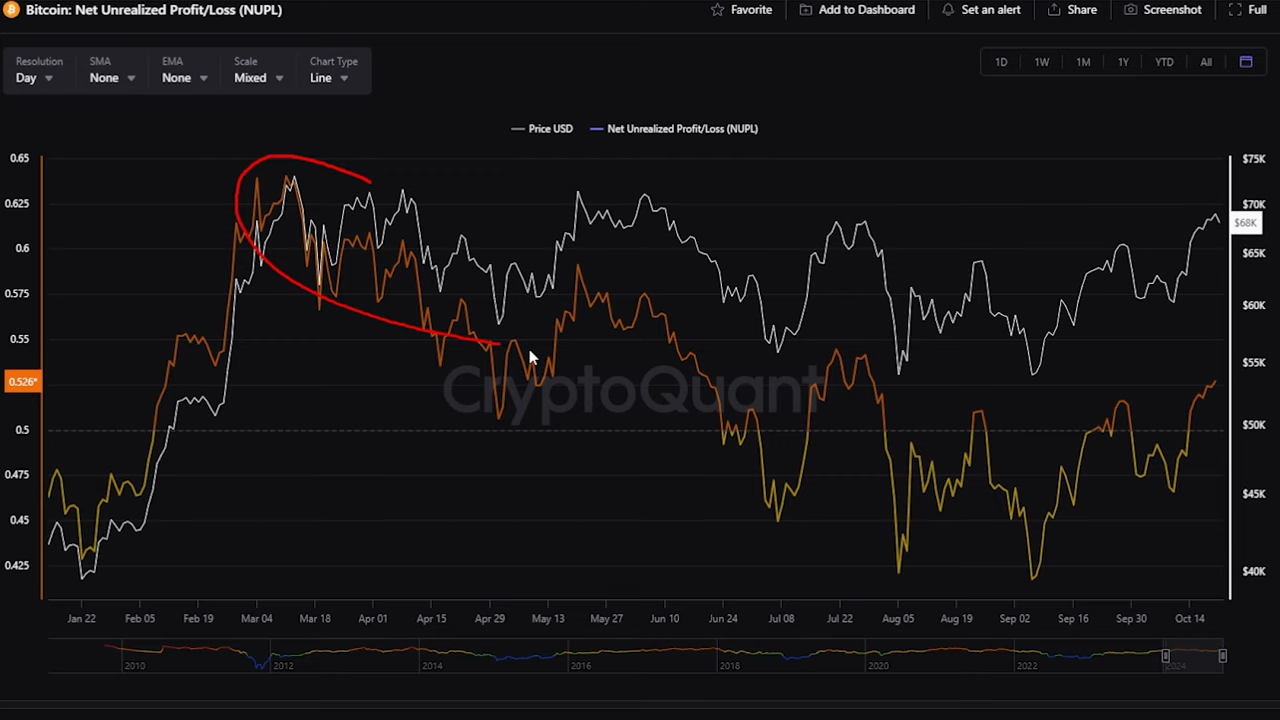 Bitcoin: Net Unrealized Profit/Loss (NUPL)
Favorite
Add to Dashboard
Set an alert
Share
Screenshot
Full
Resolution
Day
SMA
None
EMA
None
Scale
Mixed
Chart Type
Line
1D 1W 1M 1Y YTD All
Price USD Net Unrealized Profit/Loss (NUPL)
0.65
0.625
0.6
0.575
0.55
0.526*
0.5
0.475
0.45
0.425
$75K
$70K
$68K
$65K
$60K
$55K
$50K
$45K
$40K
CryptoQuant
Jan 22 Feb 05 Feb 19 Mar 04 Mar 18 Apr 01 Apr 15 Apr 29 May 13 May 27 Jun 10 Jun 24 Jul 08 Jul 22 Aug 05 Aug 19 Sep 02 Sep 16 Sep 30 Oct 14
2010 2012 2014 2016 2018 2020 2022 2024